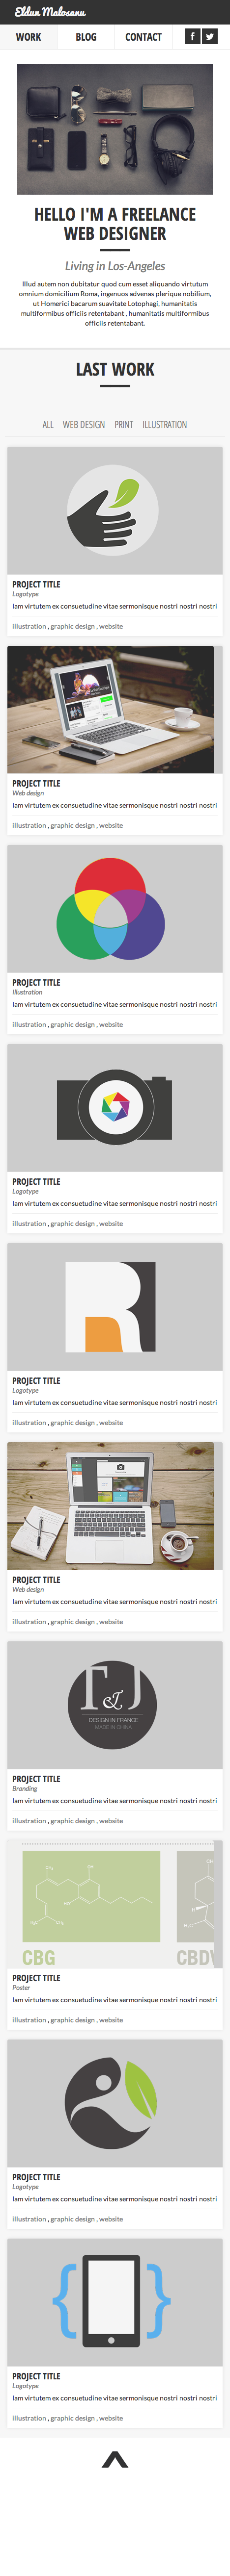 Eldun Malosanu
WORK BLOG CONTACT
HELLO I'M A FREELANCE
WEB DESIGNER
Living in Los-Angeles
Illud autem non dubitatur quod cum esset aliquando virtutum
omnium domicilium Roma, ingenuos advenas plerique nobilium,
ut Homerici bacarum suavitate Lotophagi, humanitatis
multiformibus officiis retentabant , humanitatis multiformibus
officiis retentabant.
LAST WORK
ALL WEB DESIGN PRINT ILLUSTRATION
PROJECT TITLE
Logotype
Iam virtutem ex consuetudine vitae sermonisque nostri nostri nostri
illustration , graphic design , website
PROJECT TITLE
Web design
Iam virtutem ex consuetudine vitae sermonisque nostri nostri nostri
illustration , graphic design , website
PROJECT TITLE
Illustration
Iam virtutem ex consuetudine vitae sermonisque nostri nostri nostri
illustration , graphic design , website
PROJECT TITLE
Logotype
Iam virtutem ex consuetudine vitae sermonisque nostri nostri nostri
illustration , graphic design , website
R
PROJECT TITLE
Logotype
Iam virtutem ex consuetudine vitae sermonisque nostri nostri nostri
illustration , graphic design , website
PROJECT TITLE
Web design
Iam virtutem ex consuetudine vitae sermonisque nostri nostri nostri
illustration , graphic design , website
DESIGN IN FRANCE
MADE IN CHINA
PROJECT TITLE
Branding
Iam virtutem ex consuetudine vitae sermonisque nostri nostri nostri
illustration , graphic design , website
CBG CBDV
PROJECT TITLE
Poster
Iam virtutem ex consuetudine vitae sermonisque nostri nostri nostri
illustration , graphic design , website
PROJECT TITLE
Logotype
Iam virtutem ex consuetudine vitae sermonisque nostri nostri nostri
illustration , graphic design , website
{ }
PROJECT TITLE
Logotype
Iam virtutem ex consuetudine vitae sermonisque nostri nostri nostri
illustration , graphic design , website